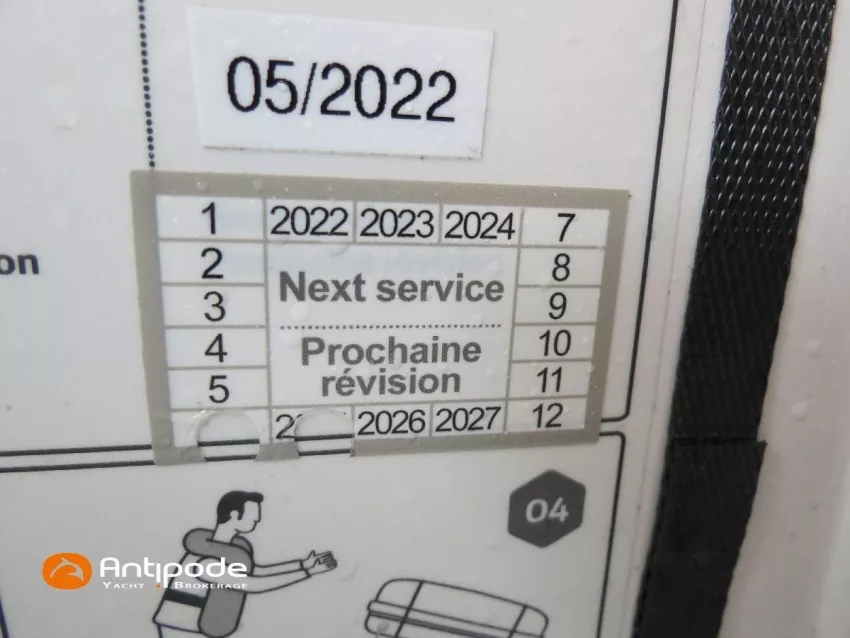 05/2022
1 2022 2023 2024 7
2 8
Next service
3 9
on
4 Prochaine 10
5 révision 11
2026 2027 12
04
Antipode
YACHT BROKERAGE